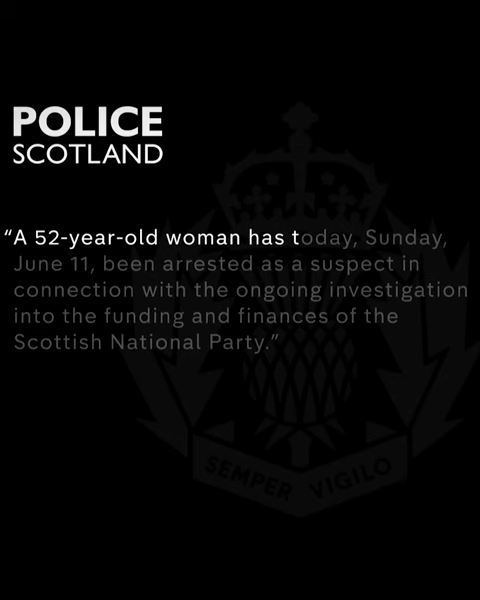 POLICE
SCOTLAND
“A 52-year-old woman has today, Sunday,
June 11, been arrested as a suspect in
connection with the ongoing investigation
into the funding and finances of the
Scottish National Party.”
SEMPER VIGILO